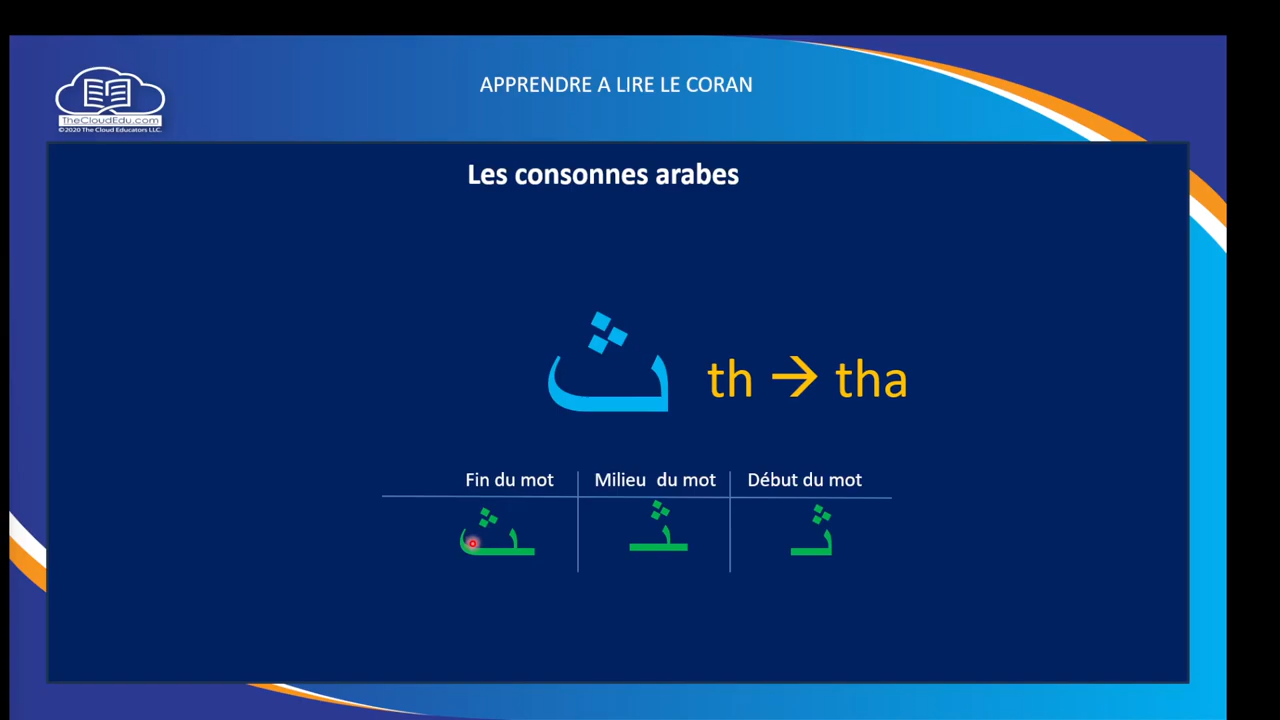 APPRENDRE A LIRE LE CORAN
TheCloudEdu.com
©2020 The Cloud Educators LLC.
Les consonnes arabes
ث th → tha
Fin du mot Milieu du mot Début du mot
ـث ـثـ ثـ